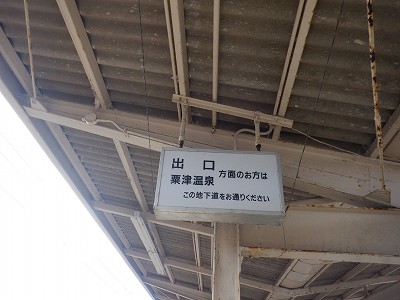 出口
粟津温泉方面のお方は
この地下道をお通りください